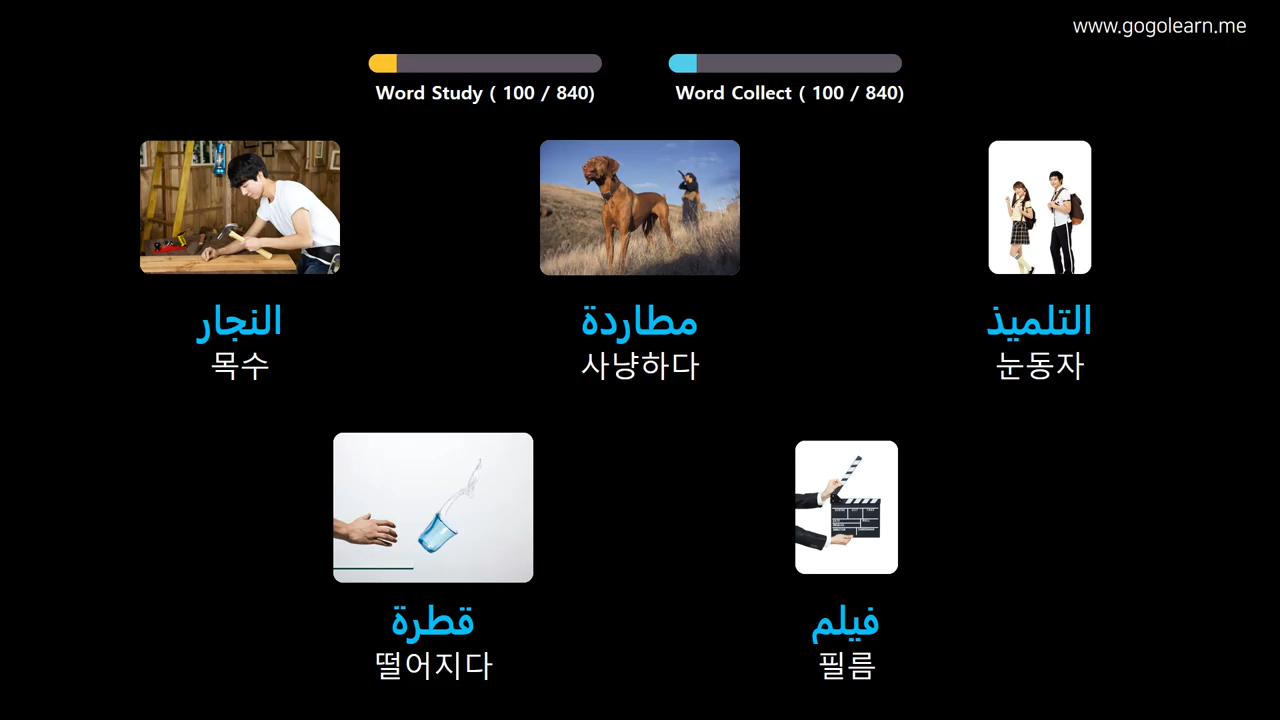 www.gogolearn.me
Word Study ( 100 / 840)
Word Collect ( 100 / 840)
النجار
목수
مطاردة
사냥하다
التلميذ
눈동자
قطرة
떨어지다
فيلم
필름